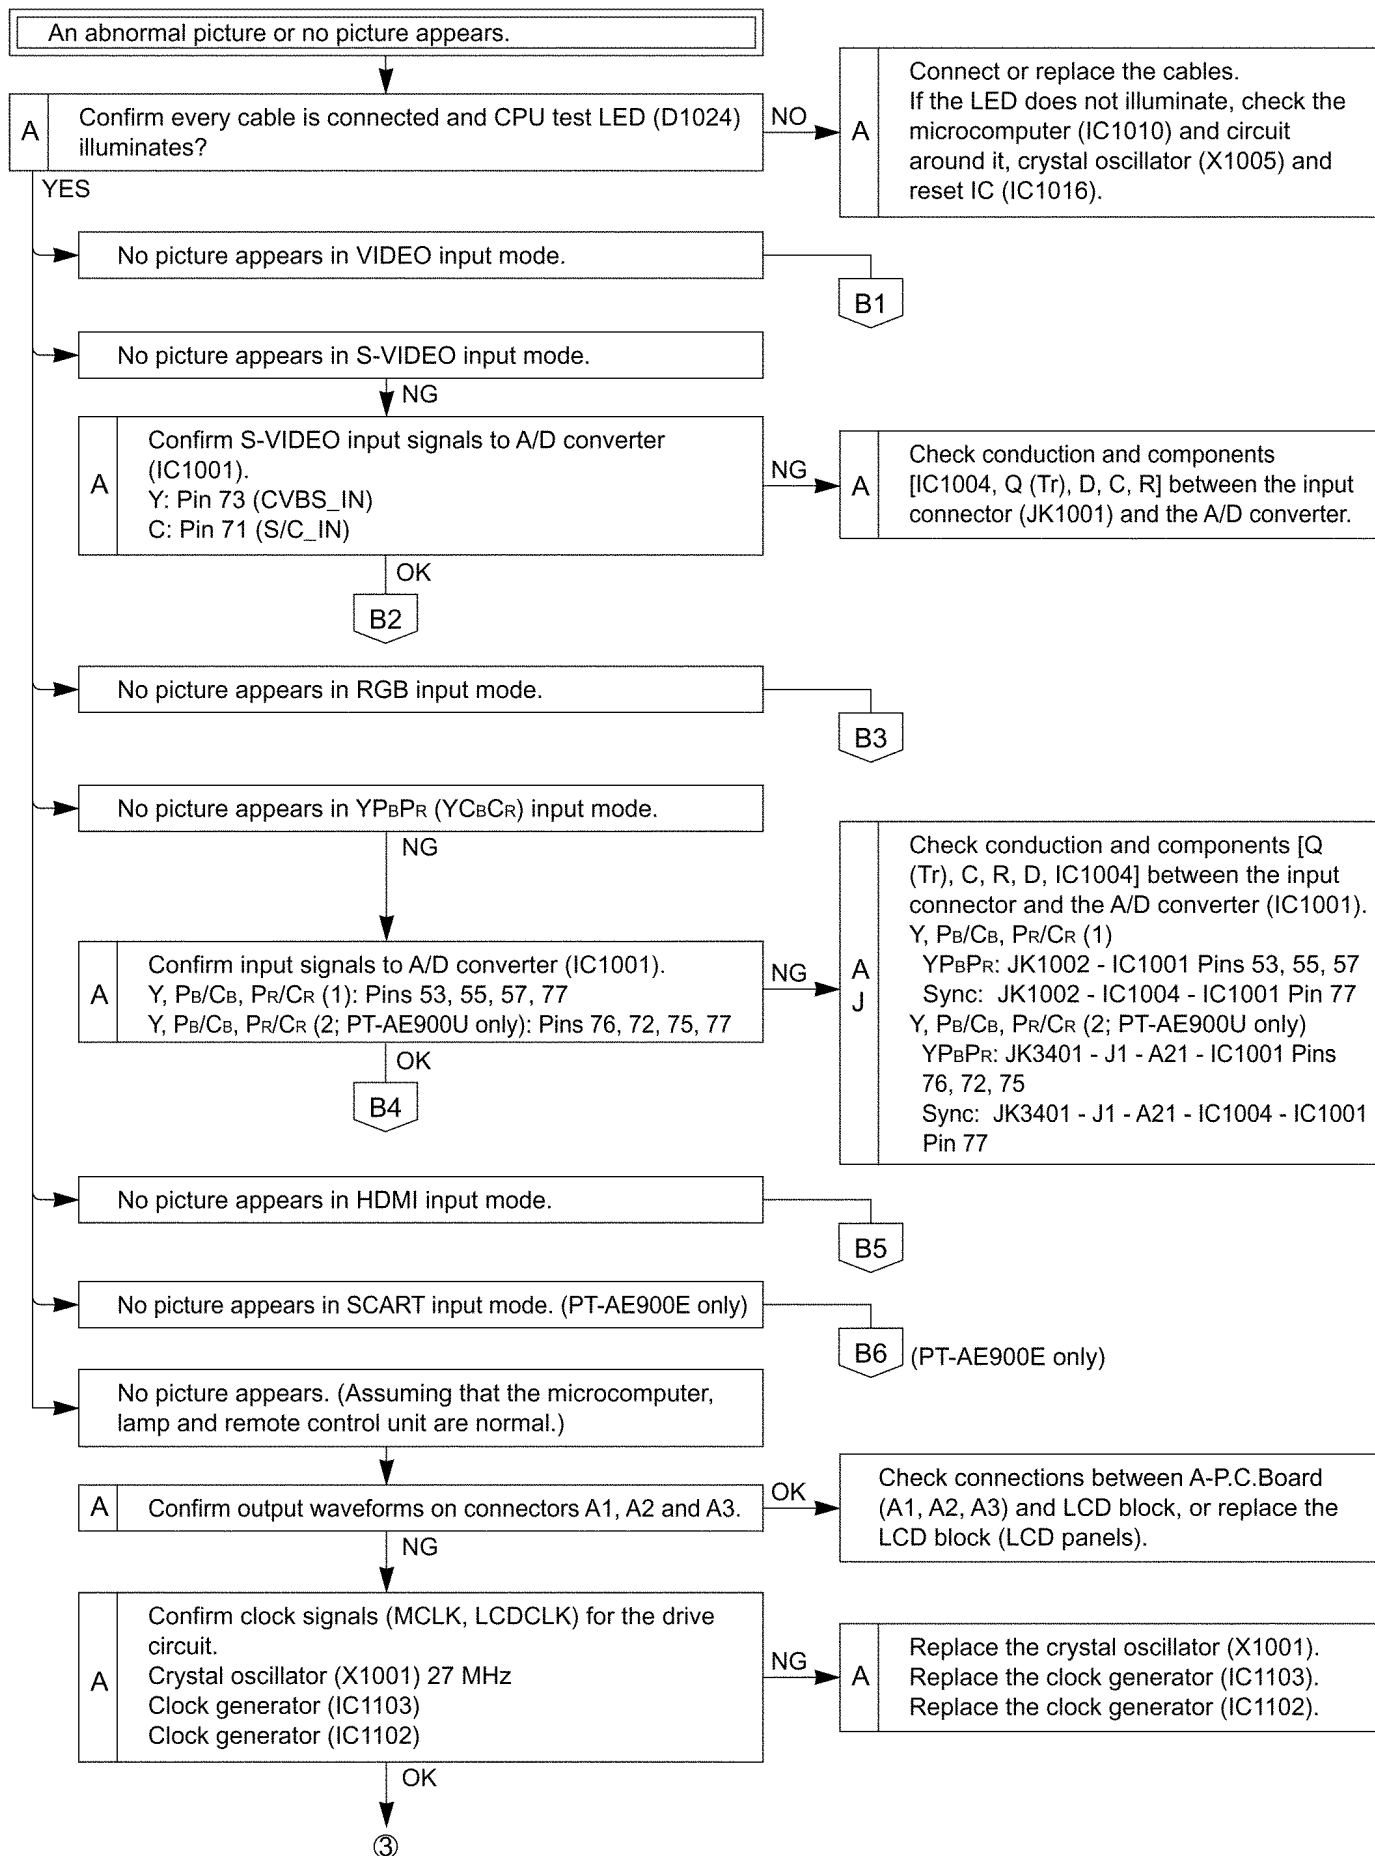 An abnormal picture or no picture appears.
A
Confirm every cable is connected and CPU test LED (D1024)
illuminates?
NO
A
Connect or replace the cables.
If the LED does not illuminate, check the
microcomputer (IC1010) and circuit
around it, crystal oscillator (X1005) and
reset IC (IC1016).
YES
No picture appears in VIDEO input mode.
B1
No picture appears in S-VIDEO input mode.
NG
A
Confirm S-VIDEO input signals to A/D converter
(IC1001).
Y: Pin 73 (CVBS_IN)
C: Pin 71 (S/C_IN)
NG
A
Check conduction and components
[IC1004, Q (Tr), D, C, R] between the input
connector (JK1001) and the A/D converter.
OK
B2
No picture appears in RGB input mode.
B3
No picture appears in YPBPR (YCBCR) input mode.
NG
A
Confirm input signals to A/D converter (IC1001).
Y, PB/CB, PR/CR (1): Pins 53, 55, 57, 77
Y, PB/CB, PR/CR (2; PT-AE900U only): Pins 76, 72, 75, 77
NG
A
J
Check conduction and components [Q
(Tr), C, R, D, IC1004] between the input
connector and the A/D converter (IC1001).
Y, PB/CB, PR/CR (1)
YPBPR: JK1002 - IC1001 Pins 53, 55, 57
Sync: JK1002 - IC1004 - IC1001 Pin 77
Y, PB/CB, PR/CR (2; PT-AE900U only)
YPBPR: JK3401 - J1 - A21 - IC1001 Pins
76, 72, 75
Sync: JK3401 - J1 - A21 - IC1004 - IC1001
Pin 77
OK
B4
No picture appears in HDMI input mode.
B5
No picture appears in SCART input mode. (PT-AE900E only)
B6 (PT-AE900E only)
No picture appears. (Assuming that the microcomputer,
lamp and remote control unit are normal.)
A
Confirm output waveforms on connectors A1, A2 and A3.
OK
Check connections between A-P.C.Board
(A1, A2, A3) and LCD block, or replace the
LCD block (LCD panels).
NG
A
Confirm clock signals (MCLK, LCDCLK) for the drive
circuit.
Crystal oscillator (X1001) 27 MHz
Clock generator (IC1103)
Clock generator (IC1102)
NG
A
Replace the crystal oscillator (X1001).
Replace the clock generator (IC1103).
Replace the clock generator (IC1102).
OK
③